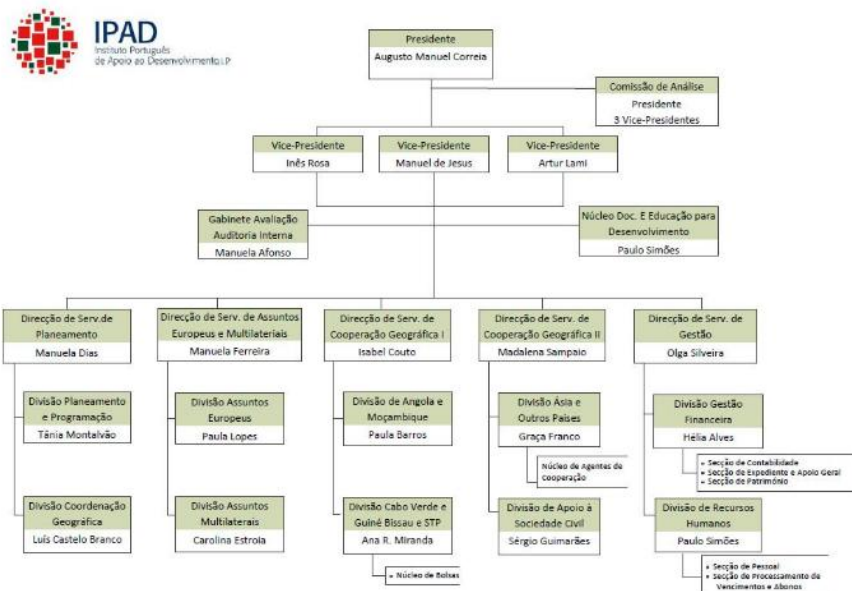 IPAD
Instituto Português
de Apoio ao Desenvolvimento,I.P
Presidente
Augusto Manuel Correia
Comissão de Análise
Presidente
3 Vice-Presidentes
Vice-Presidente
Inês Rosa
Vice-Presidente
Manuel de Jesus
Vice-Presidente
Artur Lami
Gabinete Avaliação
Auditoria Interna
Manuela Afonso
Núcleo Doc. E Educação para
Desenvolvimento
Paulo Simões
Direcção de Serv.de
Planeamento
Manuela Dias
Direcção de Serv. de Assuntos
Europeus e Multilateriais
Manuela Ferreira
Direcção de Serv. de
Cooperação Geográfica I
Isabel Couto
Direcção de Serv. de
Cooperação Geográfica II
Madalena Sampaio
Direcção de Serv. de
Gestão
Olga Silveira
Divisão Planeamento
e Programação
Tânia Montalvão
Divisão Assuntos
Europeus
Paula Lopes
Divisão de Angola e
Moçambique
Paula Barros
Divisão Ásia e
Outros Países
Graça Franco
Núcleo de Agentes de
Cooperação
Divisão Gestão
Financeira
Hélia Alves
• Secção de Contabilidade
• Secção de Expediente e Apoio Geral
• Secção de Património
Divisão Coordenação
Geográfica
Luís Castelo Branco
Divisão Assuntos
Multilaterais
Carolina Estroia
Divisão Cabo Verde e
Guiné Bissau e STP
Ana R. Miranda
• Núcleo de Bolsas
Divisão de Apoio à
Sociedade Civil
Sérgio Guimarães
Divisão de Recursos
Humanos
Paulo Simões
• Secção de Pessoal
• Secção de Processamento de
Vencimentos e Abonos